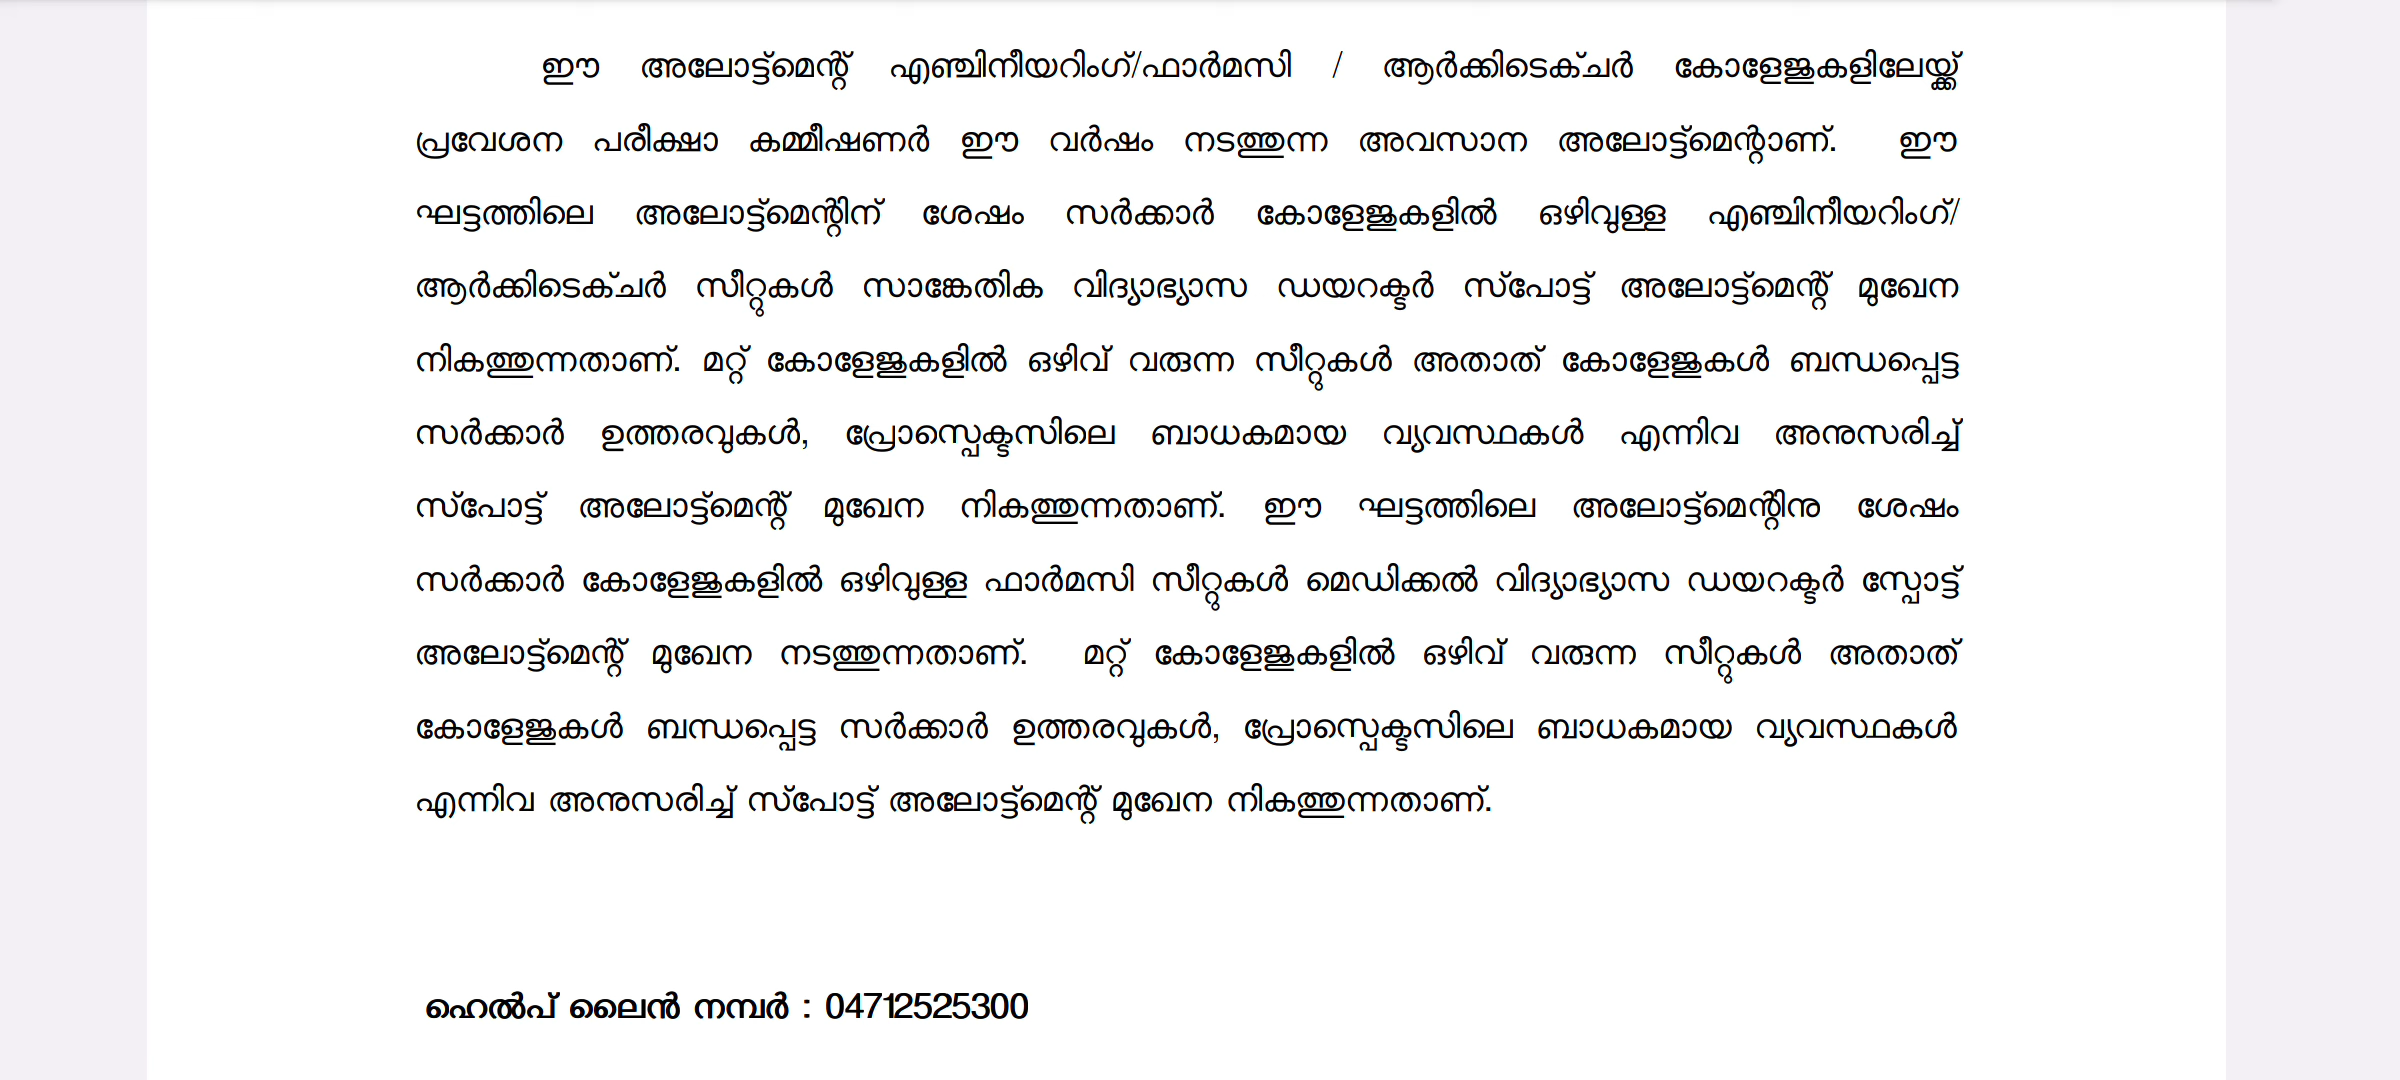 ഈ അലോട്ട്മെന്റ് എഞ്ചിനീയറിംഗ്/ഫാർമസി / ആർക്കിടെക്ചർ കോളേജുകളിലേയ്ക്ക്
പ്രവേശന പരീക്ഷാ കമ്മീഷണർ ഈ വർഷം നടത്തുന്ന അവസാന അലോട്ട്മെന്റാണ്. ഈ
ഘട്ടത്തിലെ അലോട്ട്മെന്റിന് ശേഷം സർക്കാർ കോളേജുകളിൽ ഒഴിവുള്ള എഞ്ചിനീയറിംഗ്/
ആർക്കിടെക്ചർ സീറ്റുകൾ സാങ്കേതിക വിദ്യാഭ്യാസ ഡയറക്ടർ സ്പോട്ട് അലോട്ട്മെന്റ് മുഖേന
നികത്തുന്നതാണ്. മറ്റ് കോളേജുകളിൽ ഒഴിവ് വരുന്ന സീറ്റുകൾ അതാത് കോളേജുകൾ ബന്ധപ്പെട്ട
സർക്കാർ ഉത്തരവുകൾ, പ്രോസ്പെക്ടസിലെ ബാധകമായ വ്യവസ്ഥകൾ എന്നിവ അനുസരിച്ച്
സ്പോട്ട് അലോട്ട്മെന്റ് മുഖേന നികത്തുന്നതാണ്. ഈ ഘട്ടത്തിലെ അലോട്ട്മെന്റിനു ശേഷം
സർക്കാർ കോളേജുകളിൽ ഒഴിവുള്ള ഫാർമസി സീറ്റുകൾ മെഡിക്കൽ വിദ്യാഭ്യാസ ഡയറക്ടർ സ്പോട്ട്
അലോട്ട്മെന്റ് മുഖേന നടത്തുന്നതാണ്. മറ്റ് കോളേജുകളിൽ ഒഴിവ് വരുന്ന സീറ്റുകൾ അതാത്
കോളേജുകൾ ബന്ധപ്പെട്ട സർക്കാർ ഉത്തരവുകൾ, പ്രോസ്പെക്ടസിലെ ബാധകമായ വ്യവസ്ഥകൾ
എന്നിവ അനുസരിച്ച് സ്പോട്ട് അലോട്ട്മെന്റ് മുഖേന നികത്തുന്നതാണ്.
ഹെൽപ് ലൈൻ നമ്പർ : 04712525300